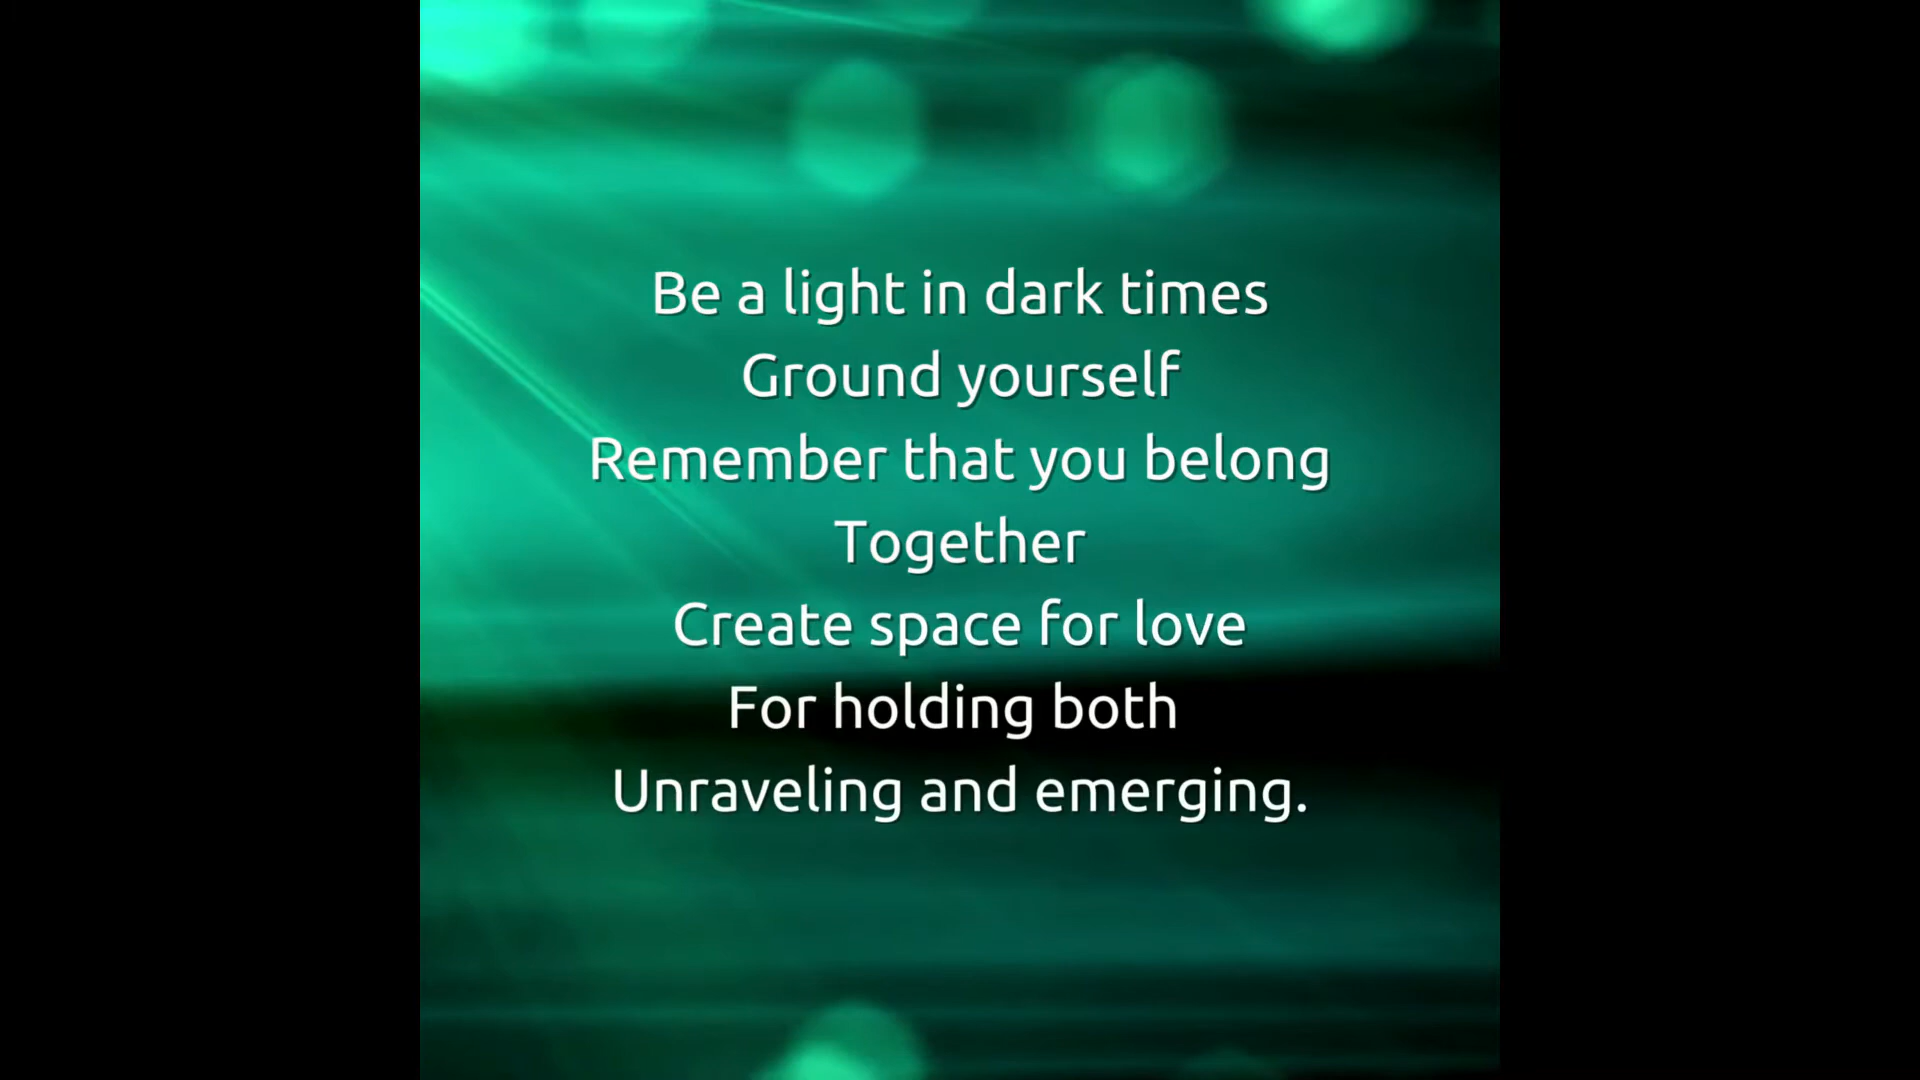 Be a light in dark times
Ground yourself
Remember that you belong
Together
Create space for love
For holding both
Unraveling and emerging.